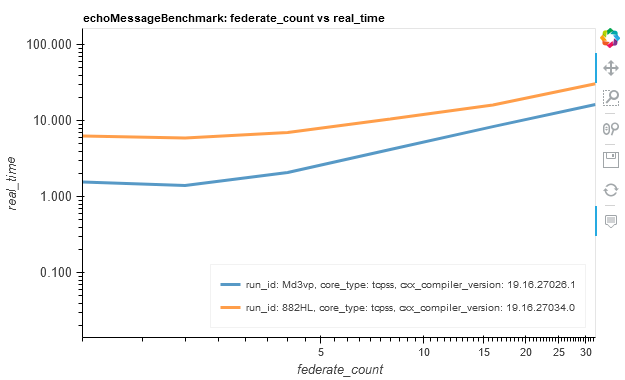 echoMessageBenchmark: federate_count vs real_time
100.000
10.000
1.000
0.100
real_time
run_id: Md3vp, core_type: tcpss, cxx_compiler_version: 19.16.27026.1
run_id: 882HL, core_type: tcpss, cxx_compiler_version: 19.16.27034.0
5 10 15 20 25 30
federate_count